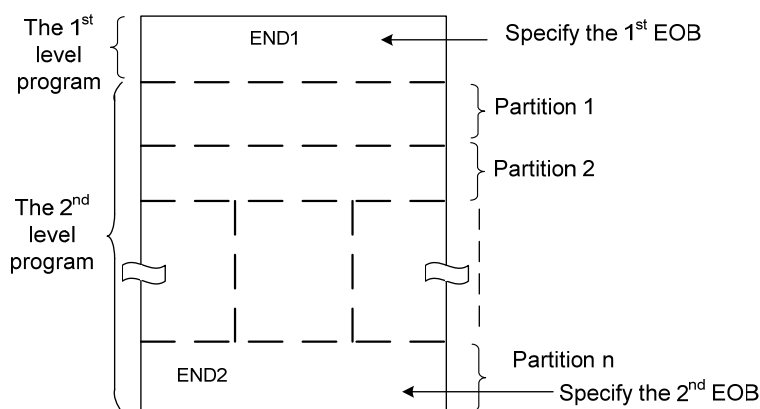 The 1st
level
program
END1
Specify the 1st EOB
Partition 1
Partition 2
The 2nd
level
program
Partition n
END2
Specify the 2nd EOB